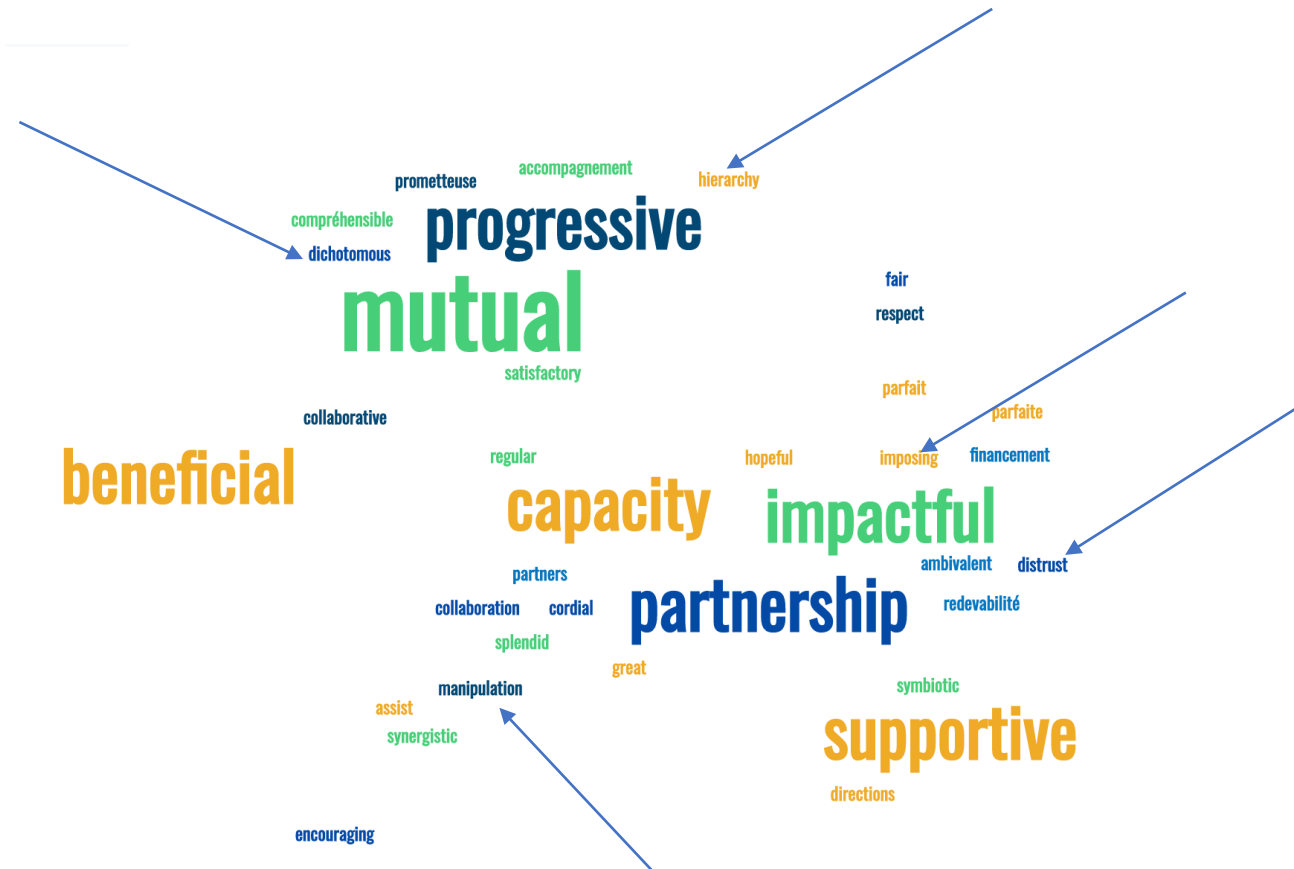 accompagnement
prometteuse
hierarchy
compréhensible
progressive
dichotomous
fair
mutual
respect
satisfactory
parfait
collaborative
parfaite
beneficial
regular
hopeful
imposing
financement
capacity
impactful
ambivalent
distrust
partners
collaboration
cordial
partnership
redevabilité
splendid
great
manipulation
symbiotic
assist
synergistic
supportive
directions
encouraging